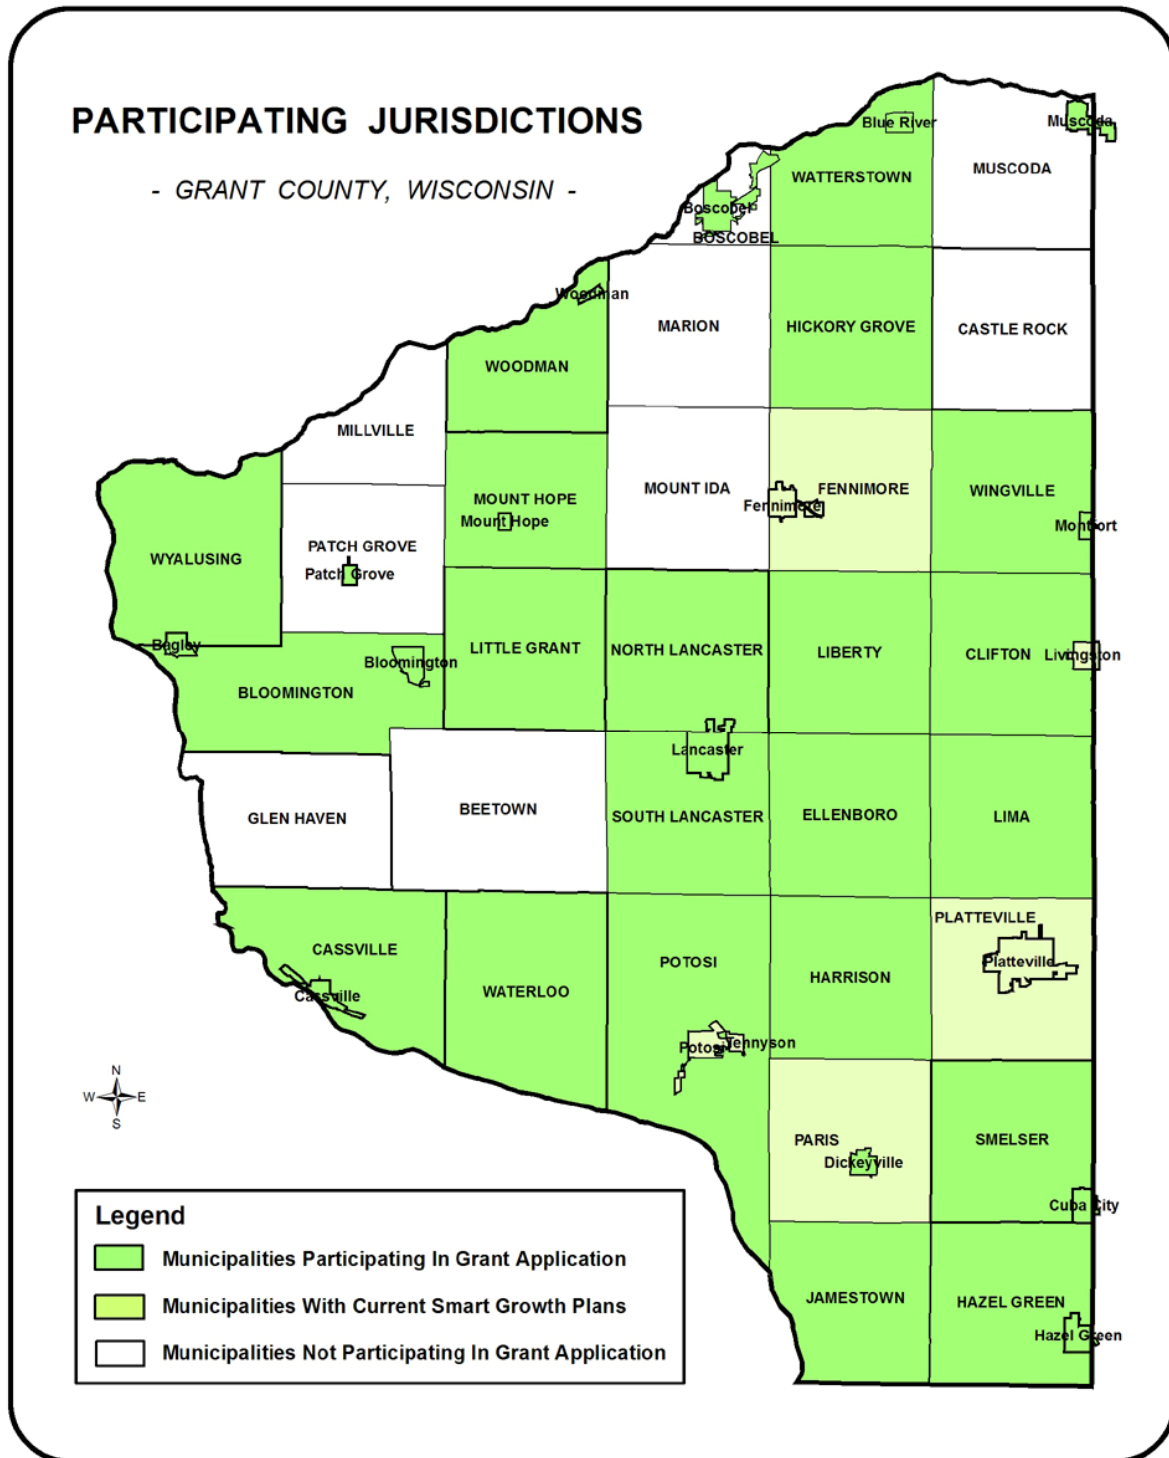 PARTICIPATING JURISDICTIONS
- GRANT COUNTY, WISCONSIN -
Blue River
Muscoda
MUSCODA
WATTERSTOWN
Boscobel
BOSCOBEL
Woodman
MARION
HICKORY GROVE
CASTLE ROCK
WOODMAN
MILLVILLE
MOUNT IDA
FENNIMORE
WINGVILLE
MOUNT HOPE
Fennimore
Mount Hope
Montfort
PATCH GROVE
WYALUSING
Patch Grove
Bagley
LITTLE GRANT
NORTH LANCASTER
LIBERTY
CLIFTON
Livingston
Bloomington
BLOOMINGTON
Lancaster
BEETOWN
GLEN HAVEN
SOUTH LANCASTER
ELLENBORO
LIMA
PLATTEVILLE
CASSVILLE
POTOSI
Platteville
HARRISON
WATERLOO
Cassville
Potosi
Tennyson
N
W
E
S
PARIS
SMELSER
Dickeyville
Cuba City
JAMESTOWN
HAZEL GREEN
Hazel Green
Legend
Municipalities Participating In Grant Application
Municipalities With Current Smart Growth Plans
Municipalities Not Participating In Grant Application